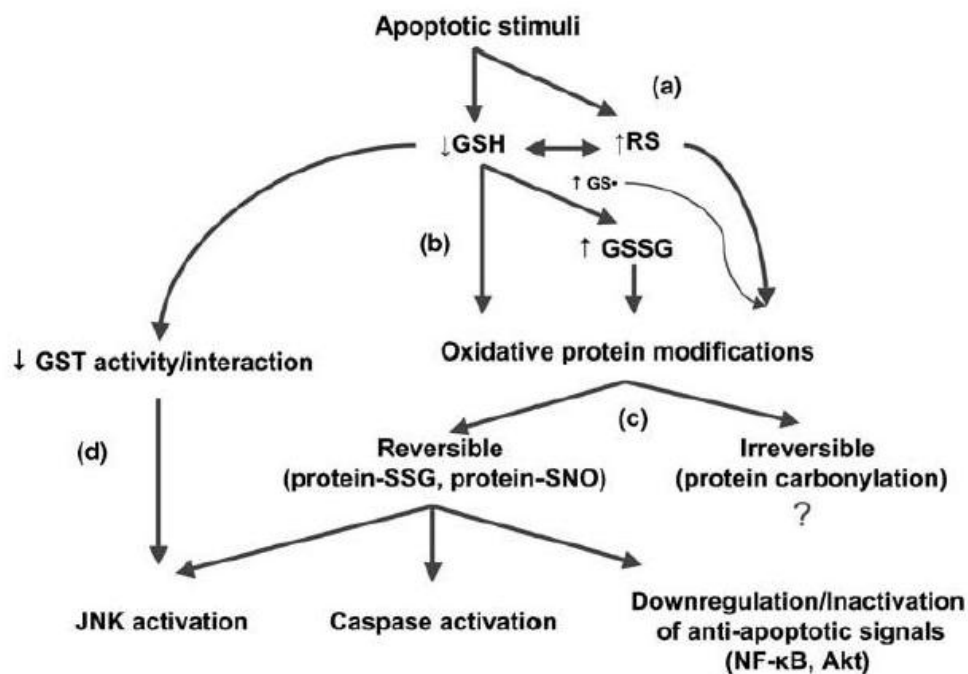 Apoptotic stimuli
(a)
↓GSH ↑RS
↑ GS•
(b)
↑ GSSG
↓ GST activity/interaction Oxidative protein modifications
(c)
(d)
Reversible Irreversible
(protein-SSG, protein-SNO) (protein carbonylation)
?
JNK activation Caspase activation Downregulation/Inactivation
of anti-apoptotic signals
(NF-κB, Akt)